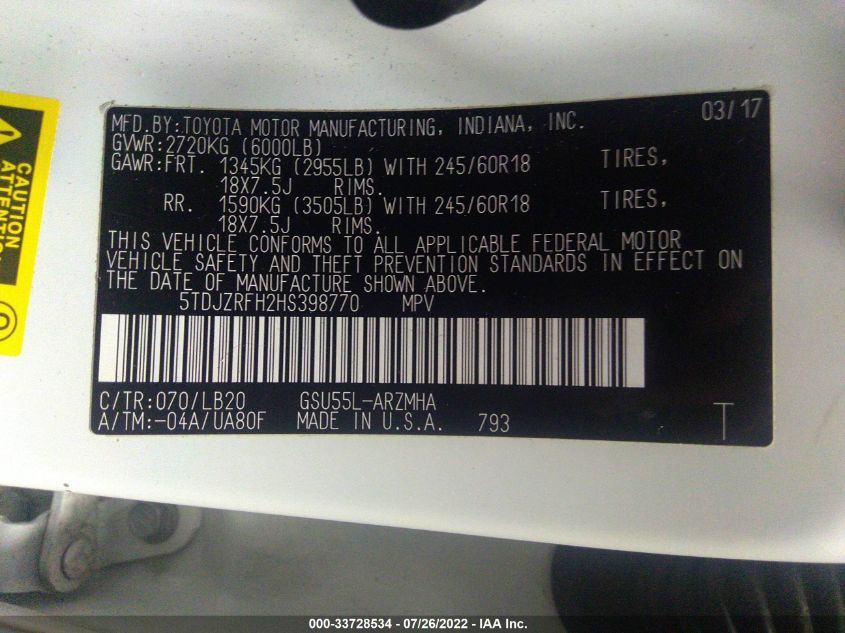 CAUTION
ATTENTION
MFD.BY:TOYOTA MOTOR MANUFACTURING, INDIANA, INC. 03/17
GVWR:2720KG (6000LB)
GAWR:FRT. 1345KG (2955LB) WITH 245/60R18 TIRES,
18X7.5J RIMS.
RR. 1590KG (3505LB) WITH 245/60R18 TIRES,
18X7.5J RIMS.
THIS VEHICLE CONFORMS TO ALL APPLICABLE FEDERAL MOTOR
VEHICLE SAFETY AND THEFT PREVENTION STANDARDS IN EFFECT ON
THE DATE OF MANUFACTURE SHOWN ABOVE.
5TDJZRFH2HS398770 MPV
C/TR:070/LB20 GSU55L-ARZMHA
A/TM:-04A/UA80F MADE IN U.S.A. 793 T
000-33728534 - 07/26/2022 - IAA Inc.